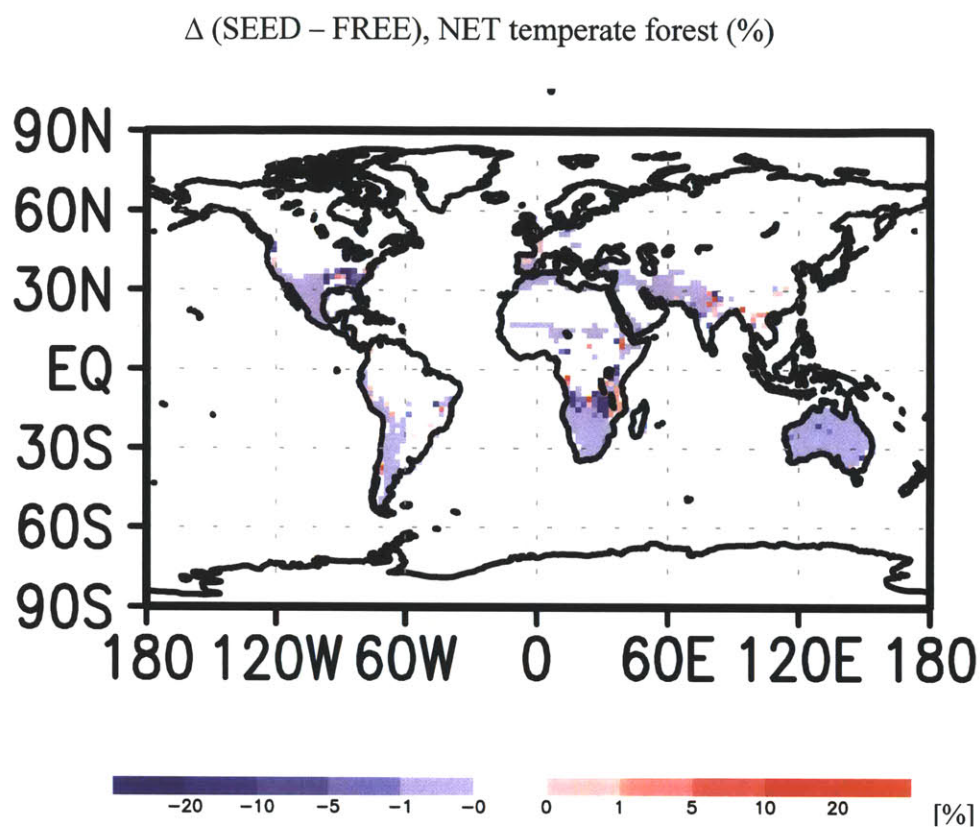 Δ (SEED – FREE), NET temperate forest (%)
90N
60N
30N
EQ
30S
60S
90S
180 120W 60W 0 60E 120E 180
−20 −10 −5 −1 −0 0 1 5 10 20 [%]